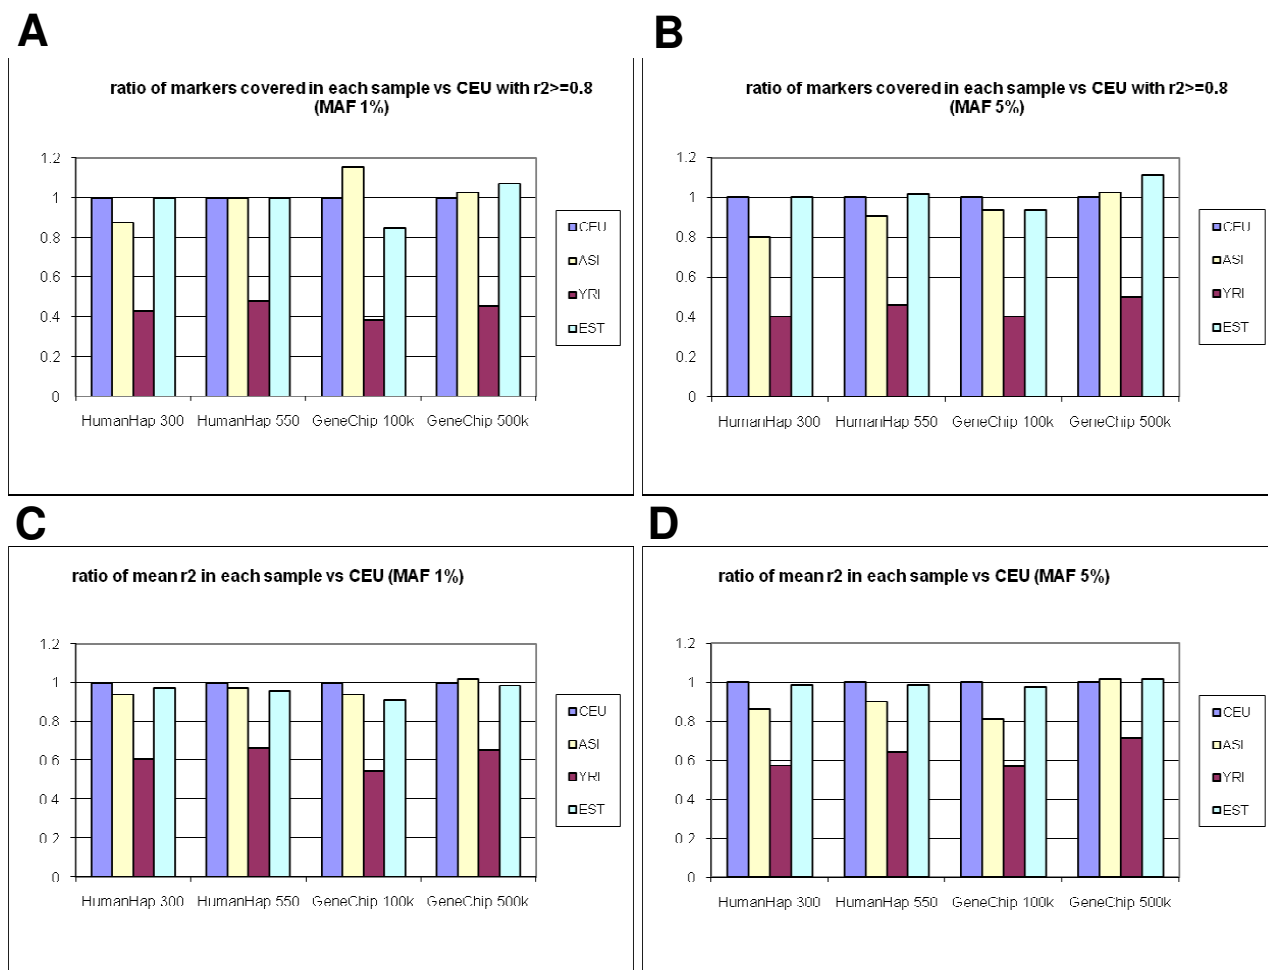 A
ratio of markers covered in each sample vs CEU with r2>=0.8
(MAF 1%)
1.2
1
0.8
0.6
0.4
0.2
0
HumanHap 300
HumanHap 550
GeneChip 100k
GeneChip 500k
CEU
ASI
YRI
EST
B
ratio of markers covered in each sample vs CEU with r2>=0.8
(MAF 5%)
1.2
1
0.8
0.6
0.4
0.2
0
HumanHap 300
HumanHap 550
GeneChip 100k
GeneChip 500k
CEU
ASI
YRI
EST
C
ratio of mean r2 in each sample vs CEU (MAF 1%)
1.2
1
0.8
0.6
0.4
0.2
0
HumanHap 300
HumanHap 550
GeneChip 100k
GeneChip 500k
CEU
ASI
YRI
EST
D
ratio of mean r2 in each sample vs CEU (MAF 5%)
1.2
1
0.8
0.6
0.4
0.2
0
HumanHap 300
HumanHap 550
GeneChip 100k
GeneChip 500k
CEU
ASI
YRI
EST